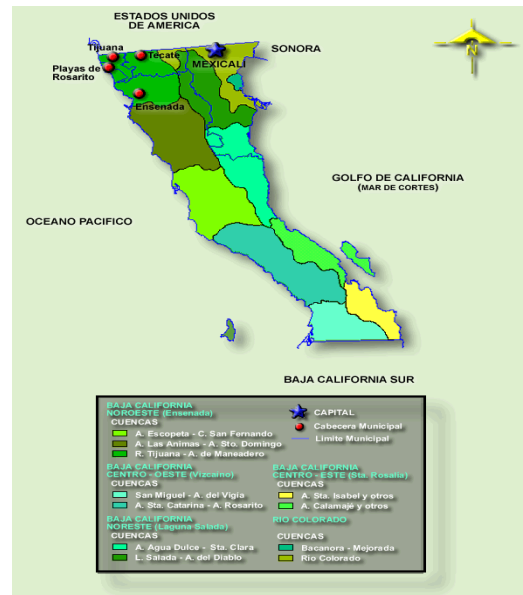 ESTADOS UNIDOS
DE AMERICA
N
Tijuana
Tecate
MEXICALI
SONORA
Playas de
Rosarito
Ensenada
GOLFO DE CALIFORNIA
(MAR DE CORTES)
OCEANO PACIFICO
BAJA CALIFORNIA SUR
BAJA CALIFORNIA
NOROESTE (Ensenada)
CUENCAS
A. Escopeta - C. San Fernando
A. Las Animas - A. Sto. Domingo
R. Tijuana - A. de Maneadero
CAPITAL
Cabecera Municipal
Limite Municipal
BAJA CALIFORNIA
CENTRO - OESTE (Vizcaíno)
CUENCAS
San Miguel - A. del Vigía
A. Sta. Catarina - A. Rosarito
BAJA CALIFORNIA
CENTRO - ESTE (Sta. Rosalía)
CUENCAS
A. Sta. Isabel y otros
A. Calamajé y otros
BAJA CALIFORNIA
NORESTE (Laguna Salada)
CUENCAS
A. Agua Dulce - Sta. Clara
L. Salada - A. del Diablo
RIO COLORADO
CUENCAS
Bacanora - Mejorada
Rio Colorado